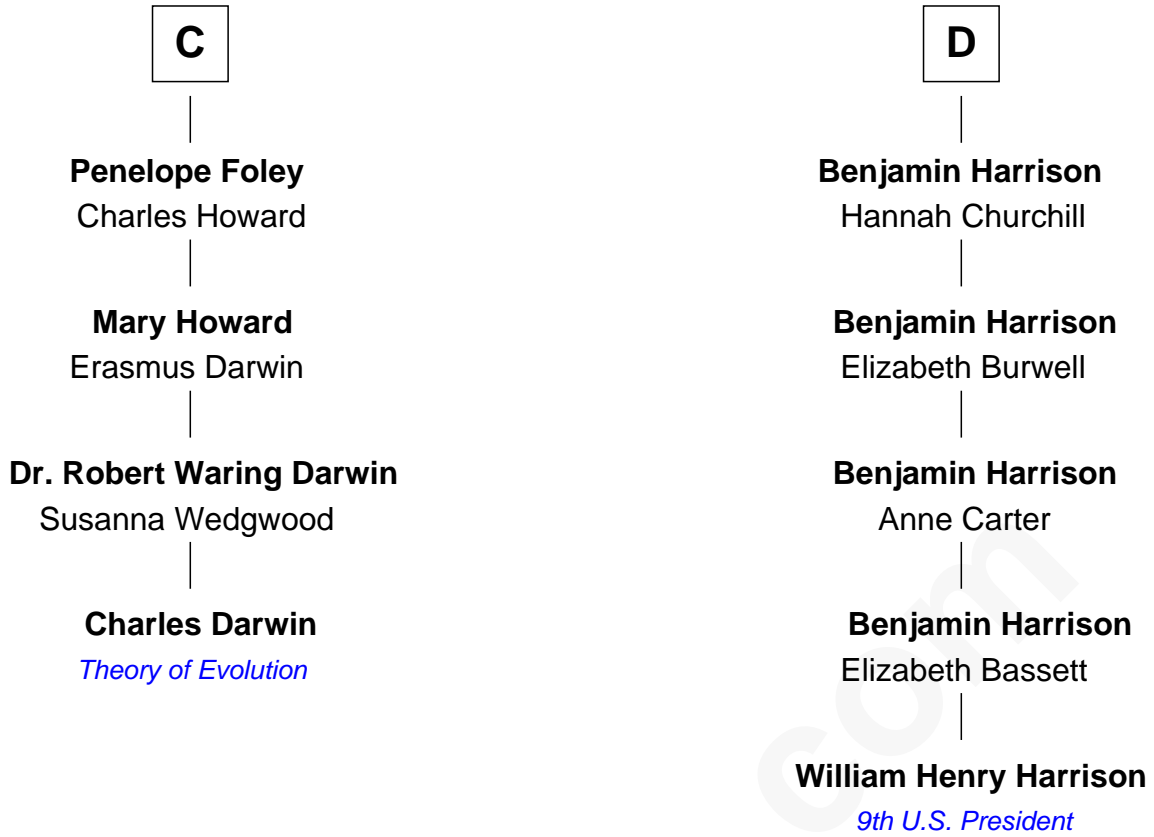 C
Penelope Foley
Charles Howard
Mary Howard
Erasmus Darwin
Dr. Robert Waring Darwin
Susanna Wedgwood
Charles Darwin
Theory of Evolution
D
Benjamin Harrison
Hannah Churchill
Benjamin Harrison
Elizabeth Burwell
Benjamin Harrison
Anne Carter
Benjamin Harrison
Elizabeth Bassett
William Henry Harrison
9th U.S. President
com